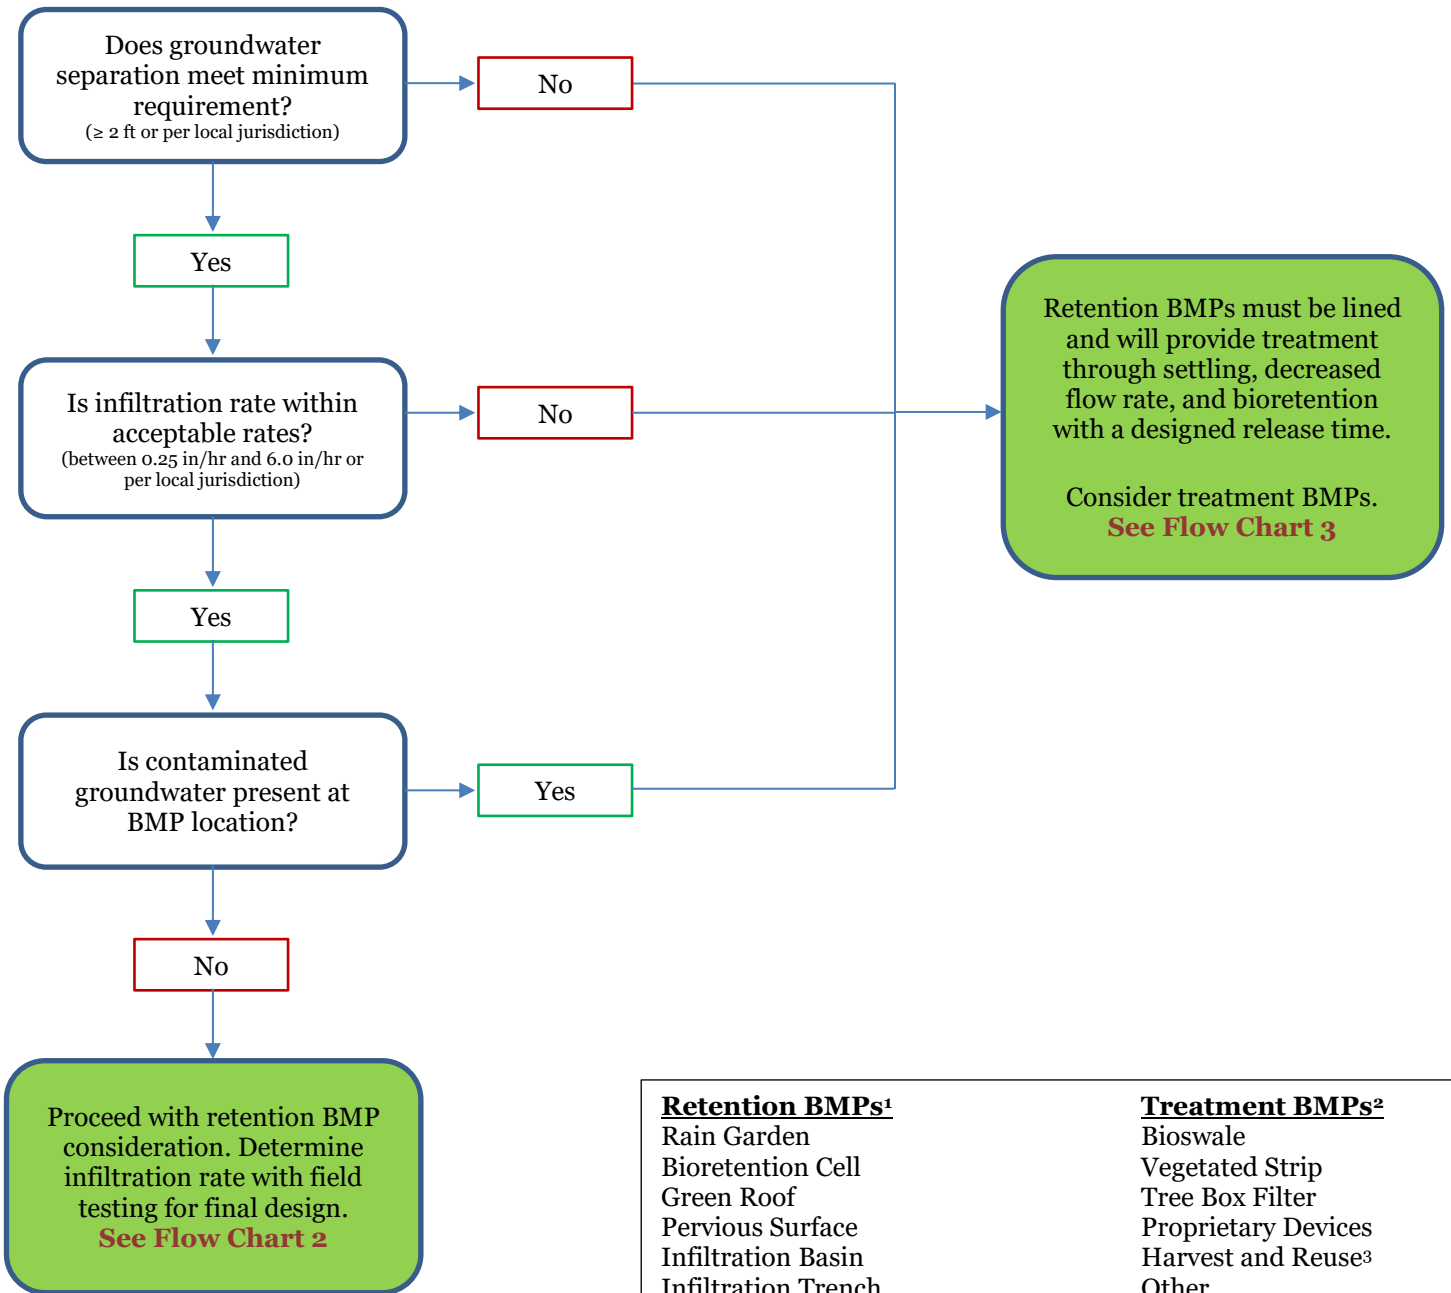 Does groundwater
separation meet minimum
requirement?
(≥ 2 ft or per local jurisdiction)
No
Yes
Is infiltration rate within
acceptable rates?
(between 0.25 in/hr and 6.0 in/hr or
per local jurisdiction)
No
Retention BMPs must be lined
and will provide treatment
through settling, decreased
flow rate, and bioretention
with a designed release time.
Consider treatment BMPs.
See Flow Chart 3
Yes
Is contaminated
groundwater present at
BMP location?
Yes
No
Proceed with retention BMP
consideration. Determine
infiltration rate with field
testing for final design.
See Flow Chart 2
Retention BMPs¹
Rain Garden
Bioretention Cell
Green Roof
Pervious Surface
Infiltration Basin
Infiltration Trench
Treatment BMPs²
Bioswale
Vegetated Strip
Tree Box Filter
Proprietary Devices
Harvest and Reuse³
Other